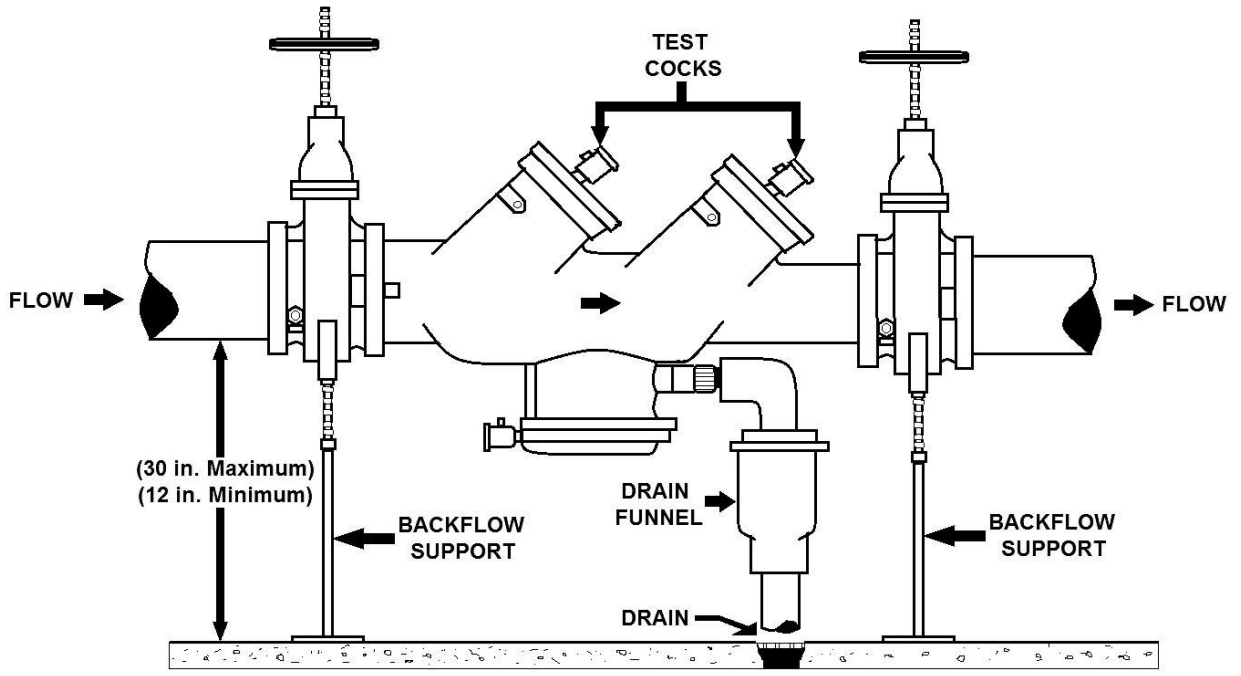 TEST
COCKS
FLOW
FLOW
(30 in. Maximum)
(12 in. Minimum)
BACKFLOW
SUPPORT
DRAIN
FUNNEL
BACKFLOW
SUPPORT
DRAIN